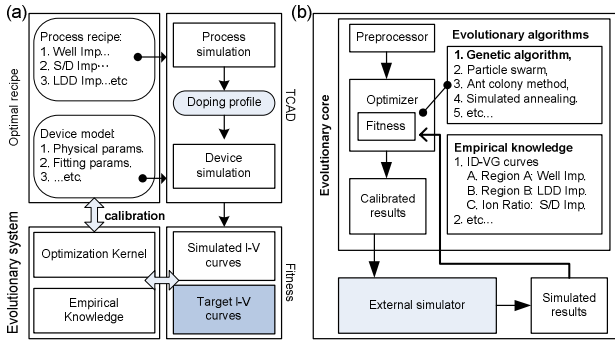 (a)
Optimal recipe
Process recipe:
1. Well Imp...
2. S/D Imp···
3. LDD Imp...etc
Device model:
1. Physical params.
2. Fitting params.
3. ...etc.
Process
simulation
Doping profile
Device
simulation
TCAD
calibration
Evolutionary system
Optimization Kernel
Empirical
Knowledge
Simulated I-V
curves
Target I-V
curves
Fitness
(b)
Evolutionary core
Preprocessor
Optimizer
Fitness
Calibrated
results
Evolutionary algorithms
1. Genetic algorithm,
2. Particle swarm,
3. Ant colony method,
4. Simulated annealing.
5. etc...
Empirical knowledge
1. ID-VG curves
A, Region A: Well Imp.
B. Region B: LDD Imp.
C, Ion Ratio: S/D Imp.
2. etc...
External simulator
Simulated
results